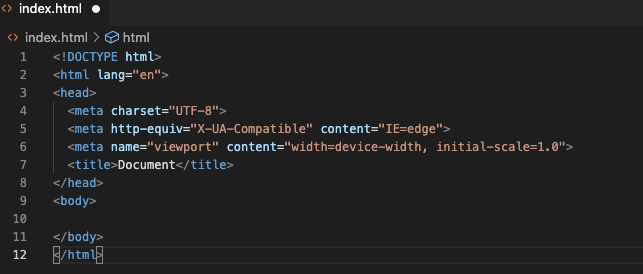 index.html
index.html > html
1 <!DOCTYPE html>
2 <html lang="en">
3 <head>
4   <meta charset="UTF-8">
5   <meta http-equiv="X-UA-Compatible" content="IE=edge">
6   <meta name="viewport" content="width=device-width, initial-scale=1.0">
7   <title>Document</title>
8 </head>
9 <body>
10
11 </body>
12 </html>